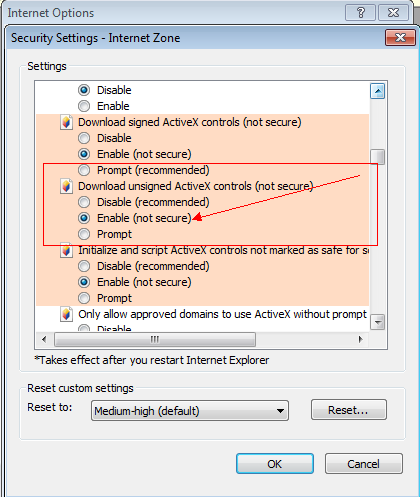 Internet Options
Security Settings - Internet Zone
Settings
Disable
Enable
Download signed ActiveX controls (not secure)
Disable
Enable (not secure)
Prompt (recommended)
Download unsigned ActiveX controls (not secure)
Disable (recommended)
Enable (not secure)
Prompt
Initialize and script ActiveX controls not marked as safe for s
Disable (recommended)
Enable (not secure)
Prompt
Only allow approved domains to use ActiveX without prompt
Disable
*Takes effect after you restart Internet Explorer
Reset custom settings
Reset to:
Medium-high (default)
Reset...
OK
Cancel